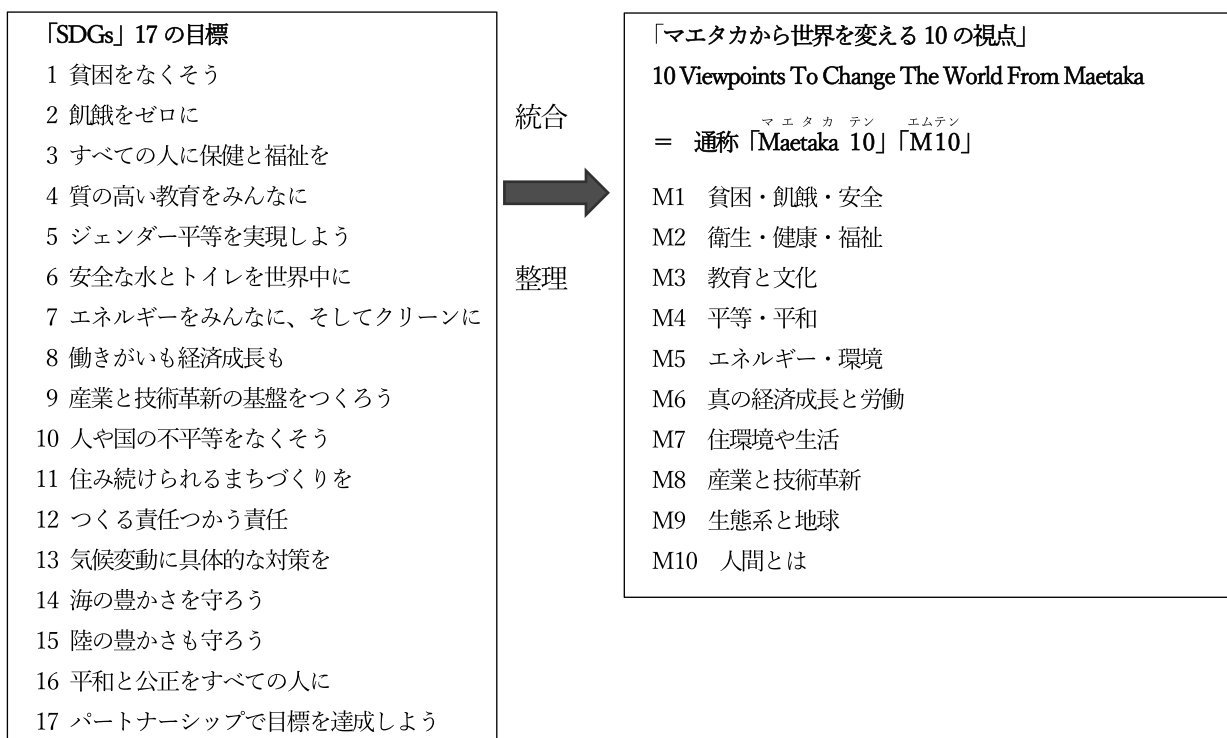 「SDGs」17 の目標
1 貧困をなくそう
2 飢餓をゼロに
3 すべての人に保健と福祉を
4 質の高い教育をみんなに
5 ジェンダー平等を実現しよう
6 安全な水とトイレを世界中に
7 エネルギーをみんなに、そしてクリーンに
8 働きがいも経済成長も
9 産業と技術革新の基盤をつくろう
10 人や国の不平等をなくそう
11 住み続けられるまちづくりを
12 つくる責任つかう責任
13 気候変動に具体的な対策を
14 海の豊かさを守ろう
15 陸の豊かさも守ろう
16 平和と公正をすべての人に
17 パートナーシップで目標を達成しよう
統合
整理
「マエタカから世界を変える 10 の視点」
10 Viewpoints To Change The World From Maetaka
マエタカ テン エムテン
＝ 通称「Maetaka 10」「M10」
M1 貧困・飢餓・安全
M2 衛生・健康・福祉
M3 教育と文化
M4 平等・平和
M5 エネルギー・環境
M6 真の経済成長と労働
M7 住環境や生活
M8 産業と技術革新
M9 生態系と地球
M10 人間とは